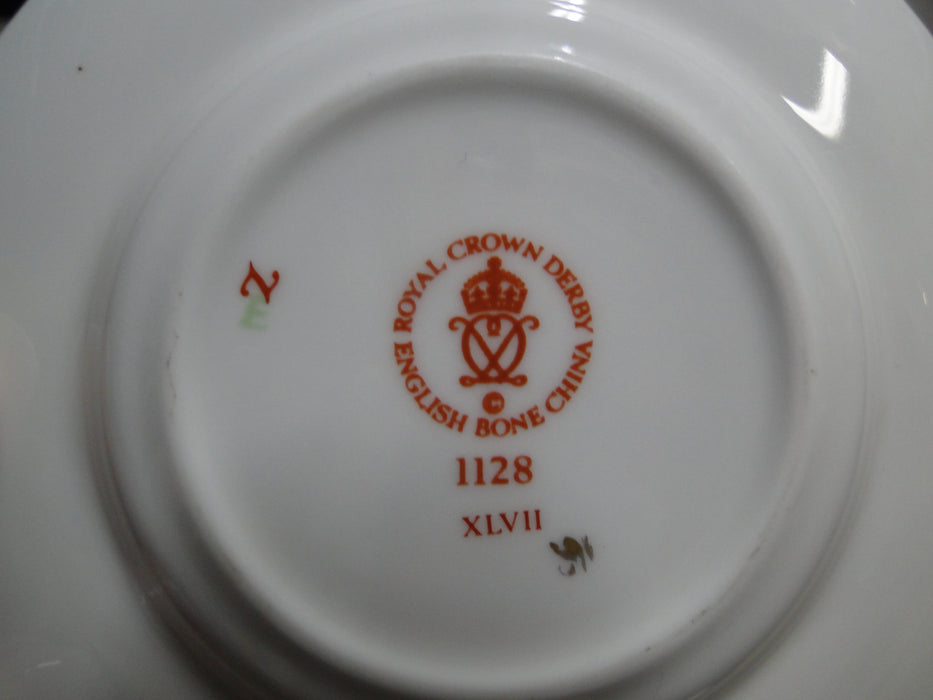 ROYAL CROWN DERBY
ENGLISH BONE CHINA
1128
XLVII
Z